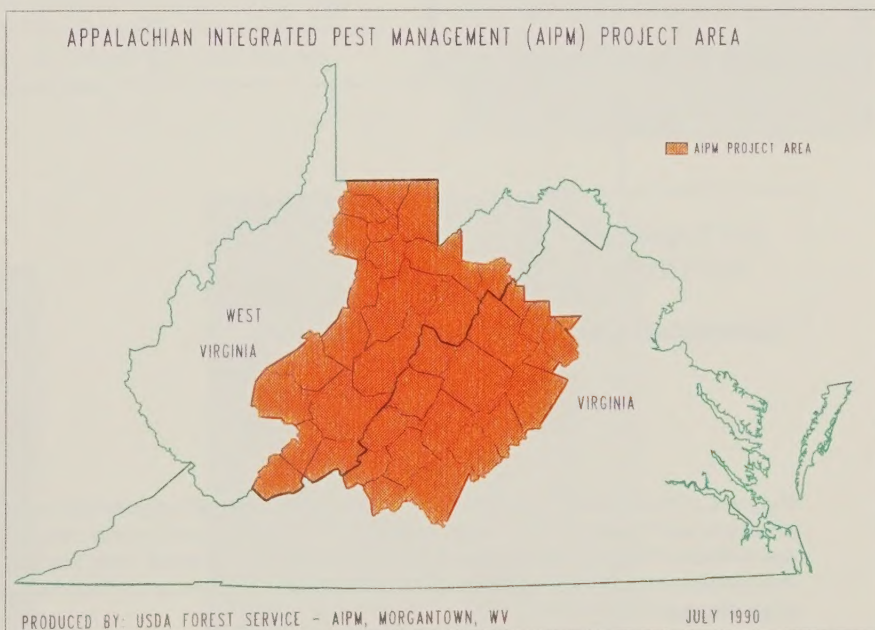 APPALACHIAN INTEGRATED PEST MANAGEMENT (AIPM) PROJECT AREA
AIPM PROJECT AREA
WEST
VIRGINIA
VIRGINIA
PRODUCED BY: USDA FOREST SERVICE - AIPM, MORGANTOWN, WV
JULY 1990